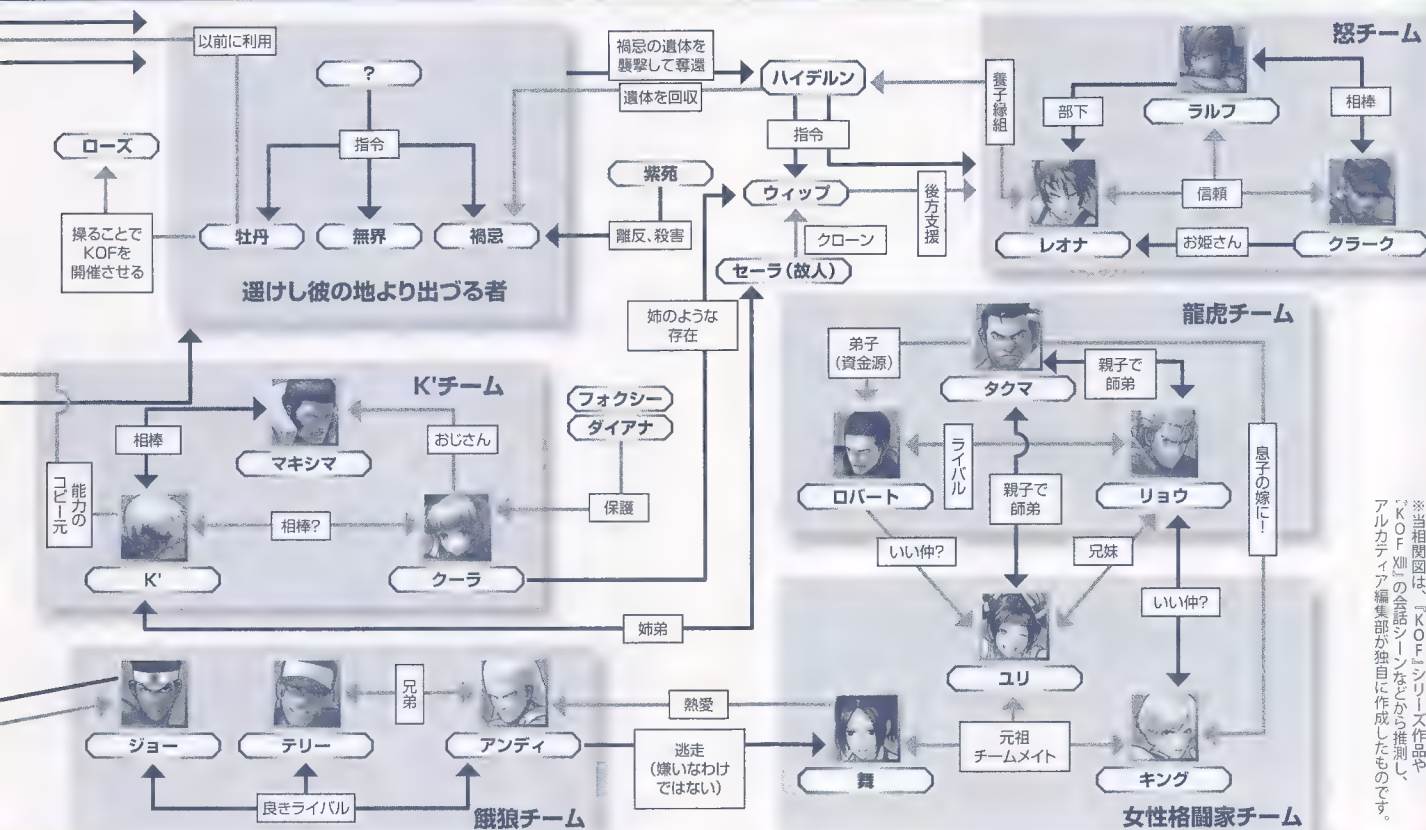 以前に利用
?
指令
牡丹
無界
禍忌
遥けし彼の地より出づる者
ローズ
操ることで
KOFを
開催させる
禍忌の遺体を
襲撃して奪還
遺体を回収
紫苑
離反、殺害
ハイデルン
指令
ウィップ
クローン
セーラ(故人)
後方支援
姉のような
存在
怒チーム
養子縁組
部下
ラルフ
相棒
信頼
レオナ
お姫さん
クラーク
K'チーム
相棒
マキシマ
おじさん
能力の
コピー元
相棒?
K'
クーラ
フォクシー
ダイアナ
保護
姉弟
龍虎チーム
弟子
(資金源)
タクマ
親子で
師弟
ライバル
ロバート
親子で
師弟
リョウ
息子の嫁に!
いい仲?
兄妹
いい仲?
ユリ
元祖
チームメイト
舞
キング
女性格闘家チーム
ジョー
テリー
兄弟
アンディ
良きライバル
餓狼チーム
熱愛
逃走
(嫌いなわけ
ではない)
※当相関図は、『KOF』シリーズ作品や
『KOF XIII』の会話シーンなどから推測し、
アルカディア編集部が独自に作成したものです。